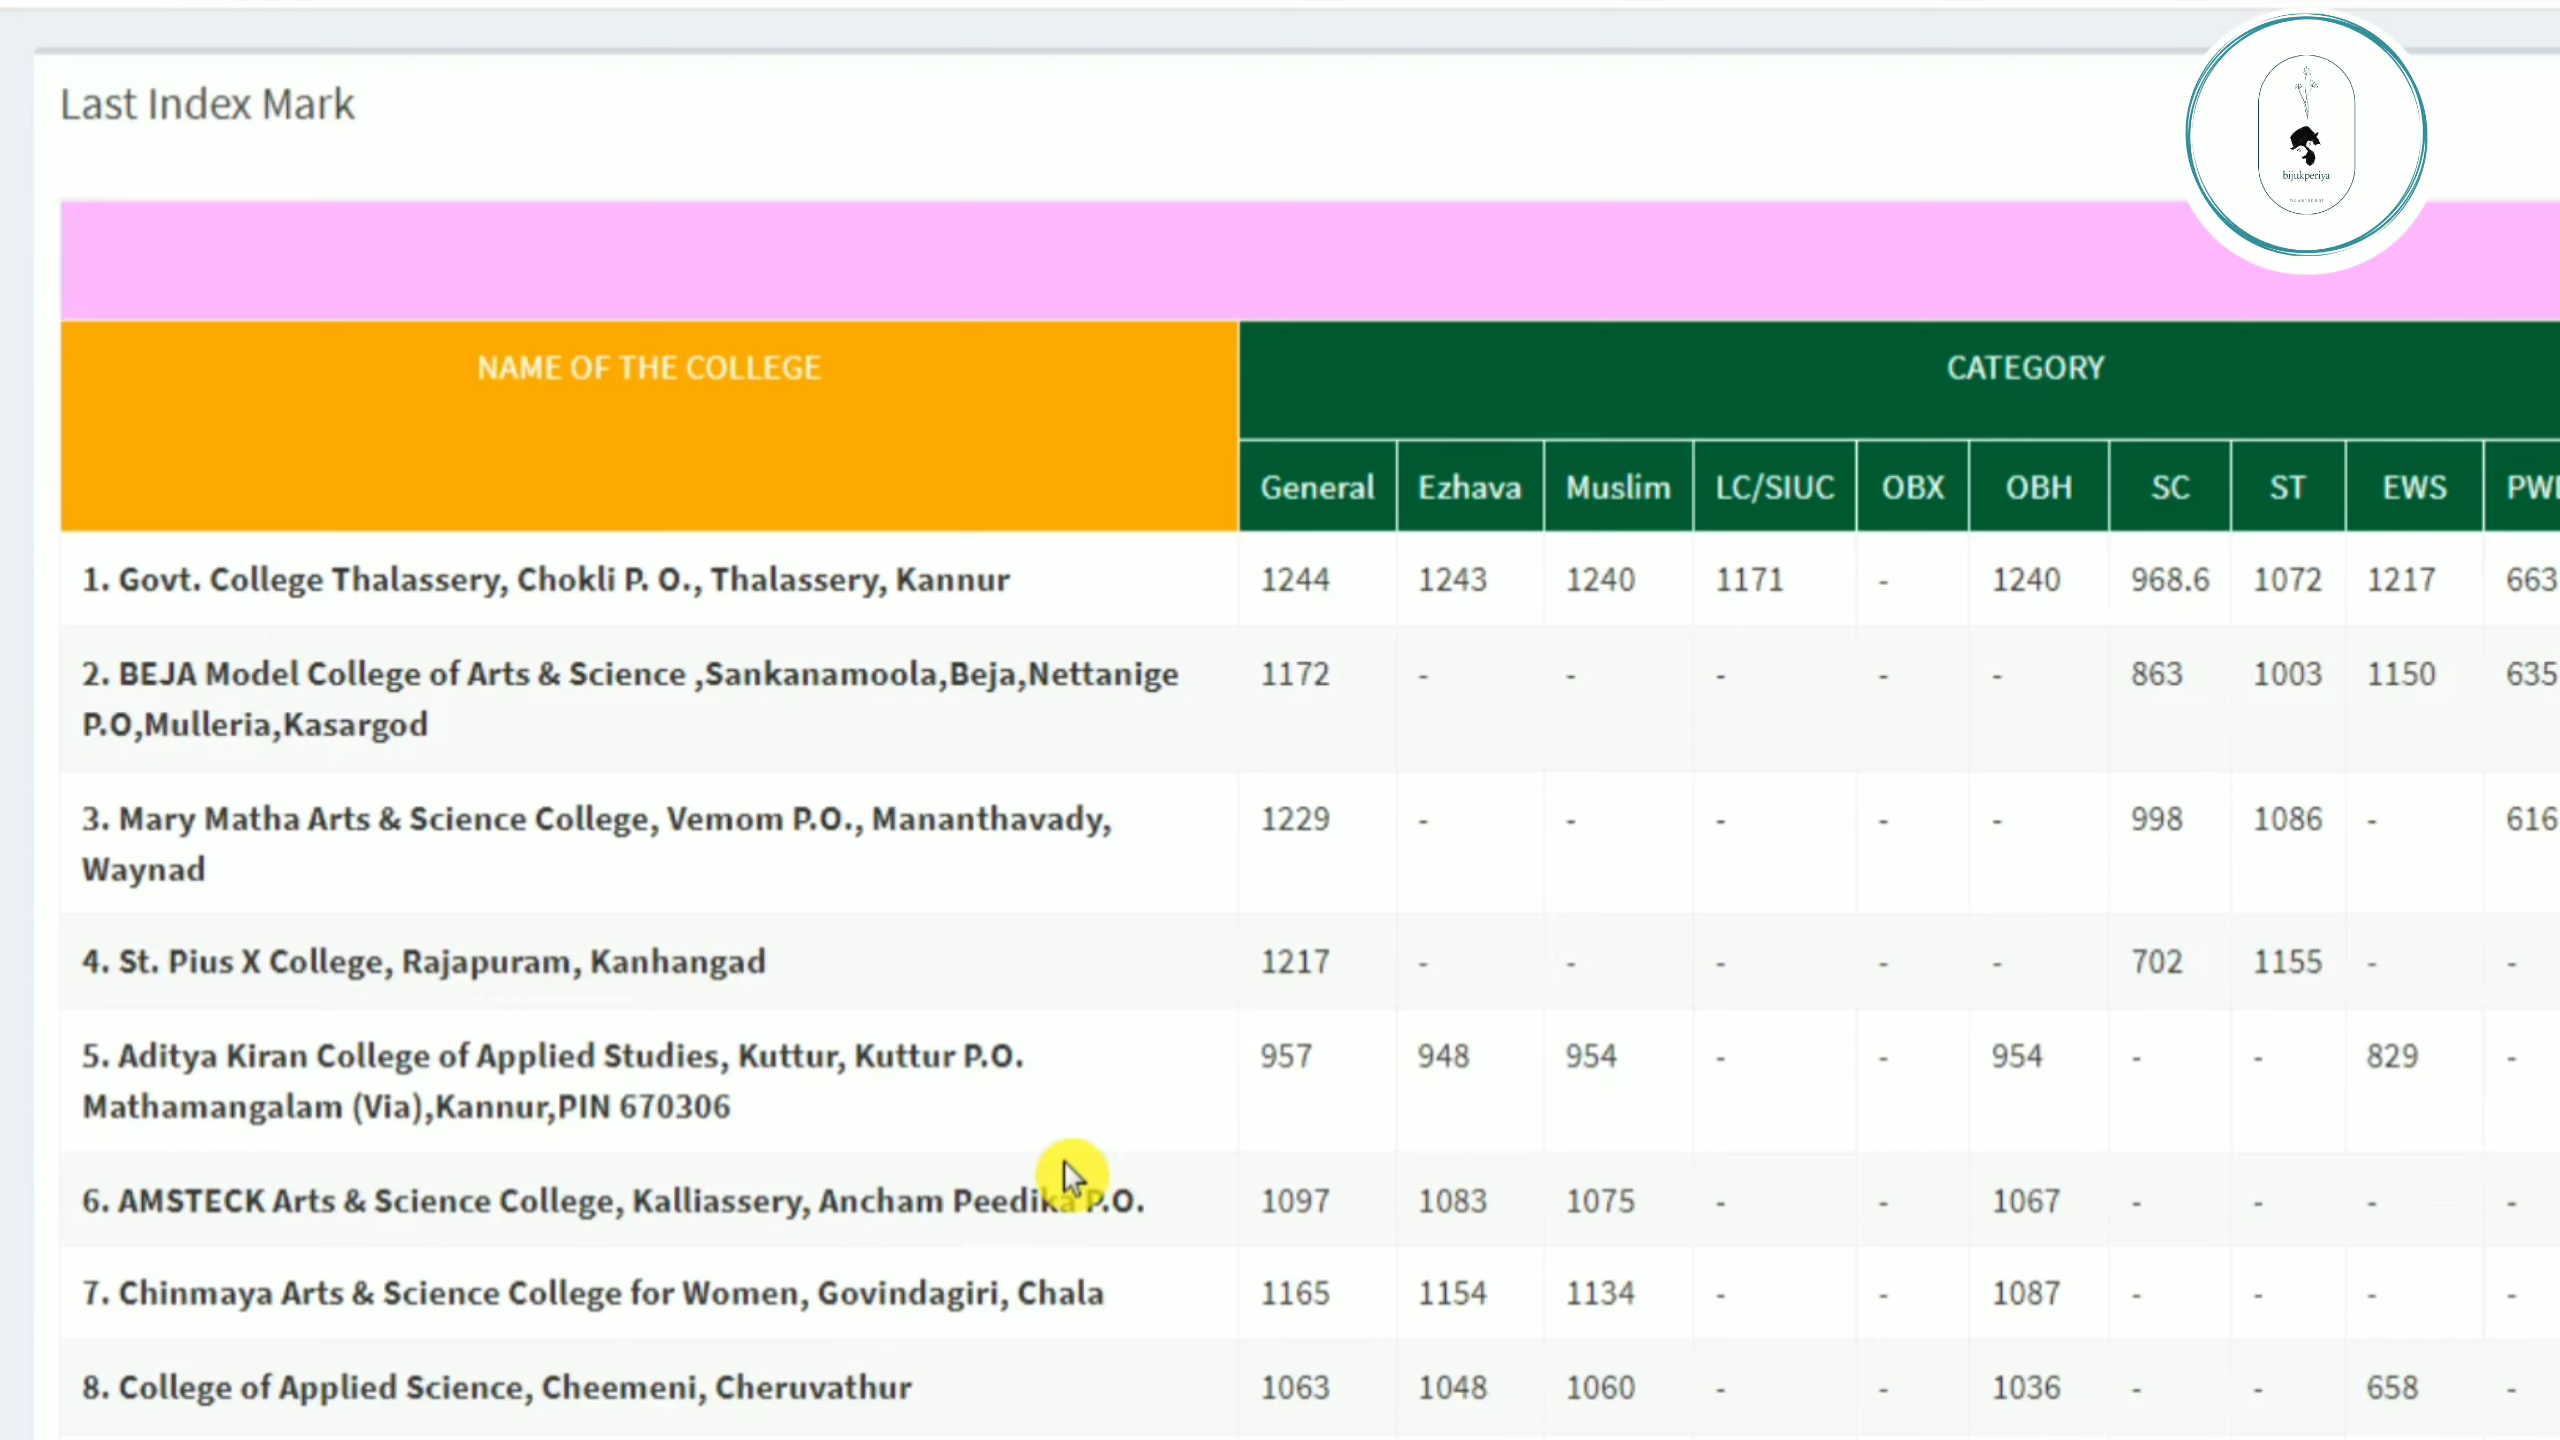 Last Index Mark
bijukperiya
NAME OF THE COLLEGE
CATEGORY
General Ezhava Muslim LC/SIUC OBX OBH SC ST EWS
1. Govt. College Thalassery, Chokli P. O., Thalassery, Kannur 1244 1243 1240 1171 - 1240 968.6 1072 1217 663
2. BEJA Model College of Arts & Science ,Sankanamoola,Beja,Nettanige 1172 - - - - - 863 1003 1150 635
P.O,Mulleria,Kasargod
3. Mary Matha Arts & Science College, Vemom P.O., Mananthavady, 1229 - - - - - 998 1086 - 616
Waynad
4. St. Pius X College, Rajapuram, Kanhangad 1217 - - - - - 702 1155 - -
5. Aditya Kiran College of Applied Studies, Kuttur, Kuttur P.O. 957 948 954 - - 954 - - 829 -
Mathamangalam (Via),Kannur,PIN 670306
6. AMSTECK Arts & Science College, Kalliassery, Ancham Peedika P.O. 1097 1083 1075 - - 1067 - - - -
7. Chinmaya Arts & Science College for Women, Govindagiri, Chala 1165 1154 1134 - - 1087 - - - -
8. College of Applied Science, Cheemeni, Cheruvathur 1063 1048 1060 - - 1036 - - 658 -